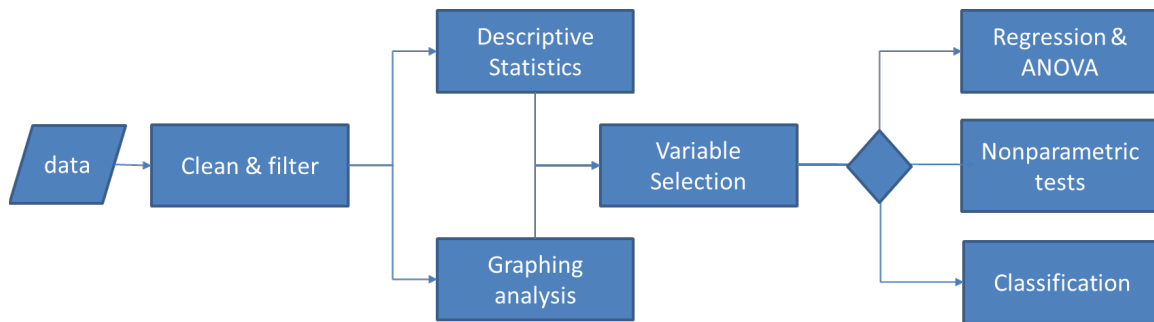 data
Clean & filter
Descriptive
Statistics
Graphing
analysis
Variable
Selection
Regression &
ANOVA
Nonparametric
tests
Classification